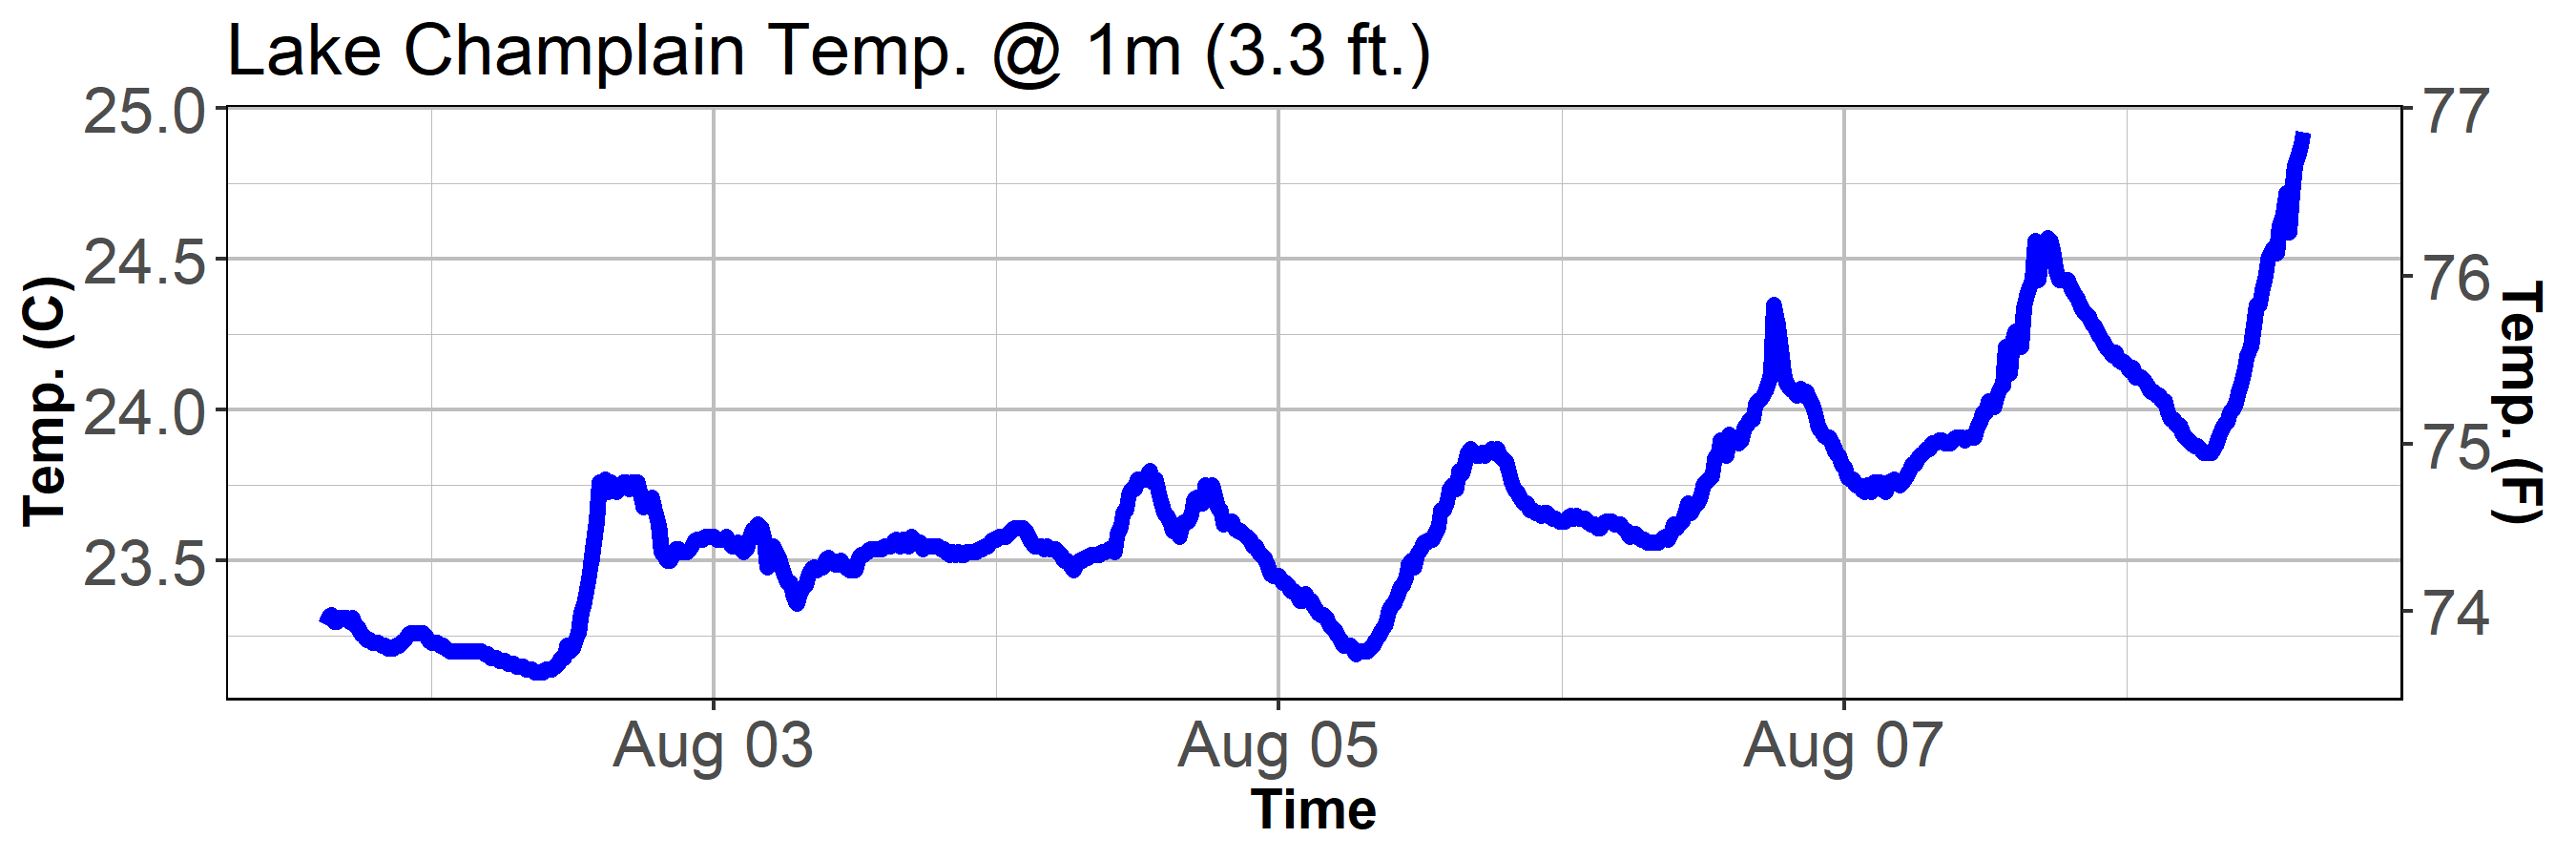 Lake Champlain Temp. @ 1m (3.3 ft.)
25.0
24.5
24.0
23.5
Temp. (C)
77
76
75
74
Temp. (F)
Aug 03
Aug 05
Aug 07
Time